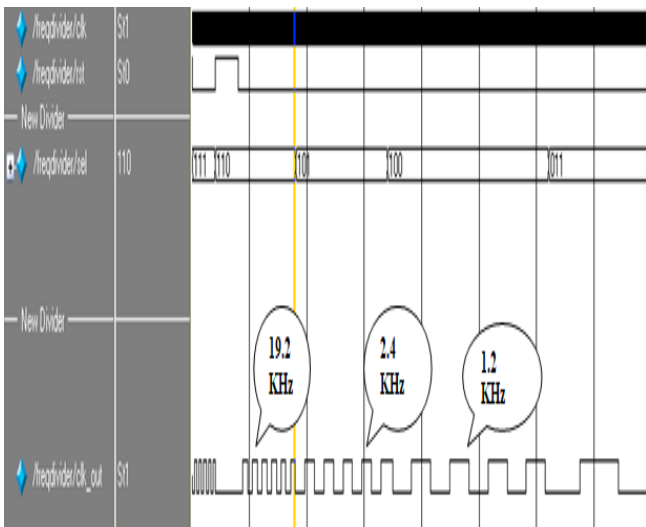 /freqdivider/clk St1
/freqdivider/rst St0
New Divider
/freqdivider/sel 110 111 110 101 100 011
New Divider
19.2
KHz
2.4
KHz
1.2
KHz
/freqdivider/clk_out St1